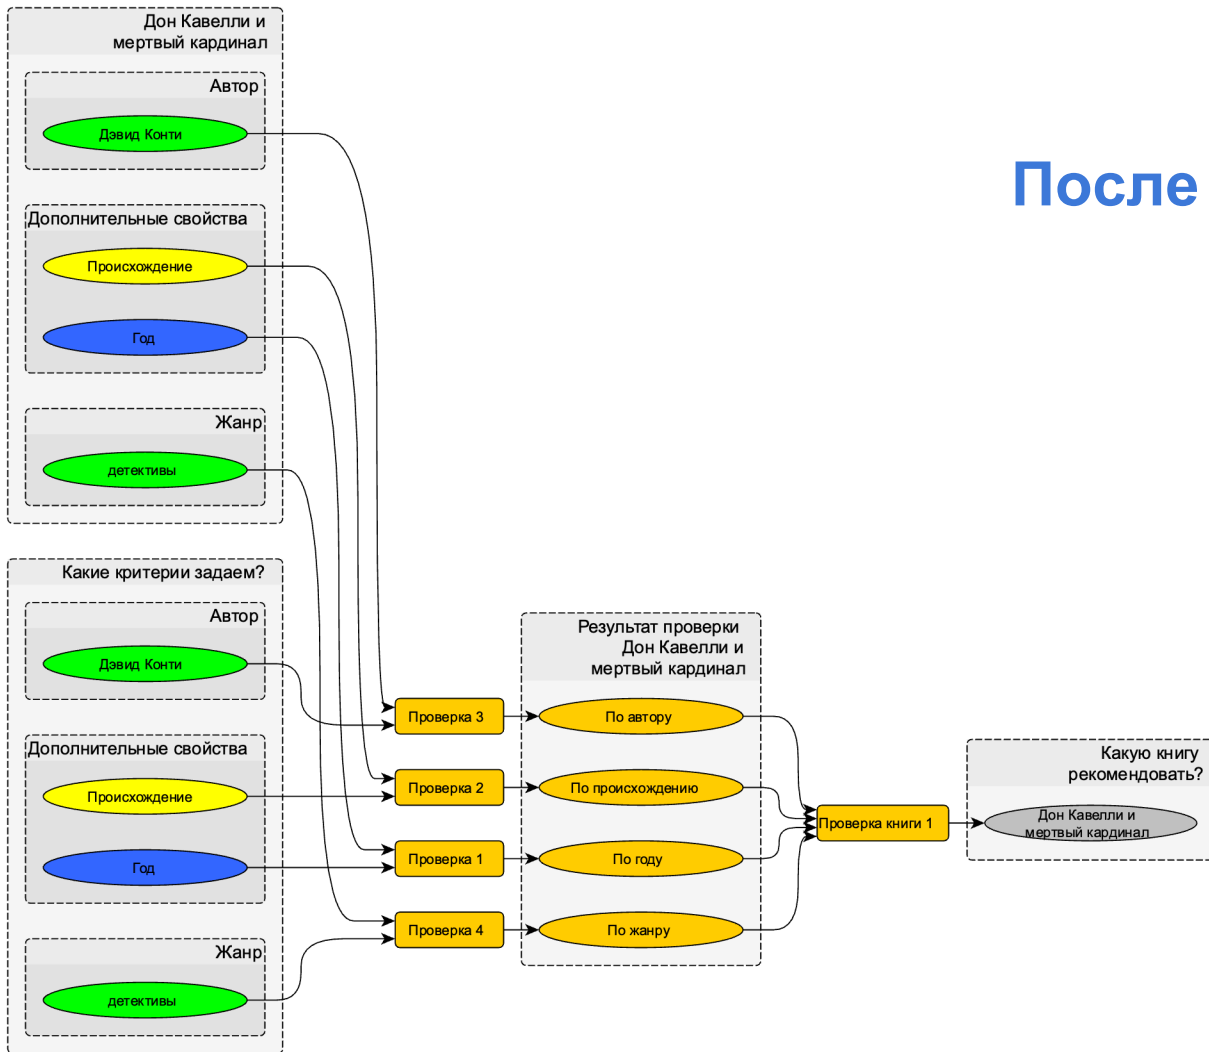 Дон Кавелли и
мертвый кардинал
Автор
Дэвид Конти
После
Дополнительные свойства
Происхождение
Год
Жанр
детективы
Какие критерии задаем?
Автор
Дэвид Конти
Дополнительные свойства
Происхождение
Год
Жанр
детективы
Проверка 3
Проверка 2
Проверка 1
Проверка 4
Результат проверки
Дон Кавелли и
мертвый кардинал
По автору
По происхождению
По году
По жанру
Проверка книги 1
Какую книгу
рекомендовать?
Дон Кавелли и
мертвый кардинал